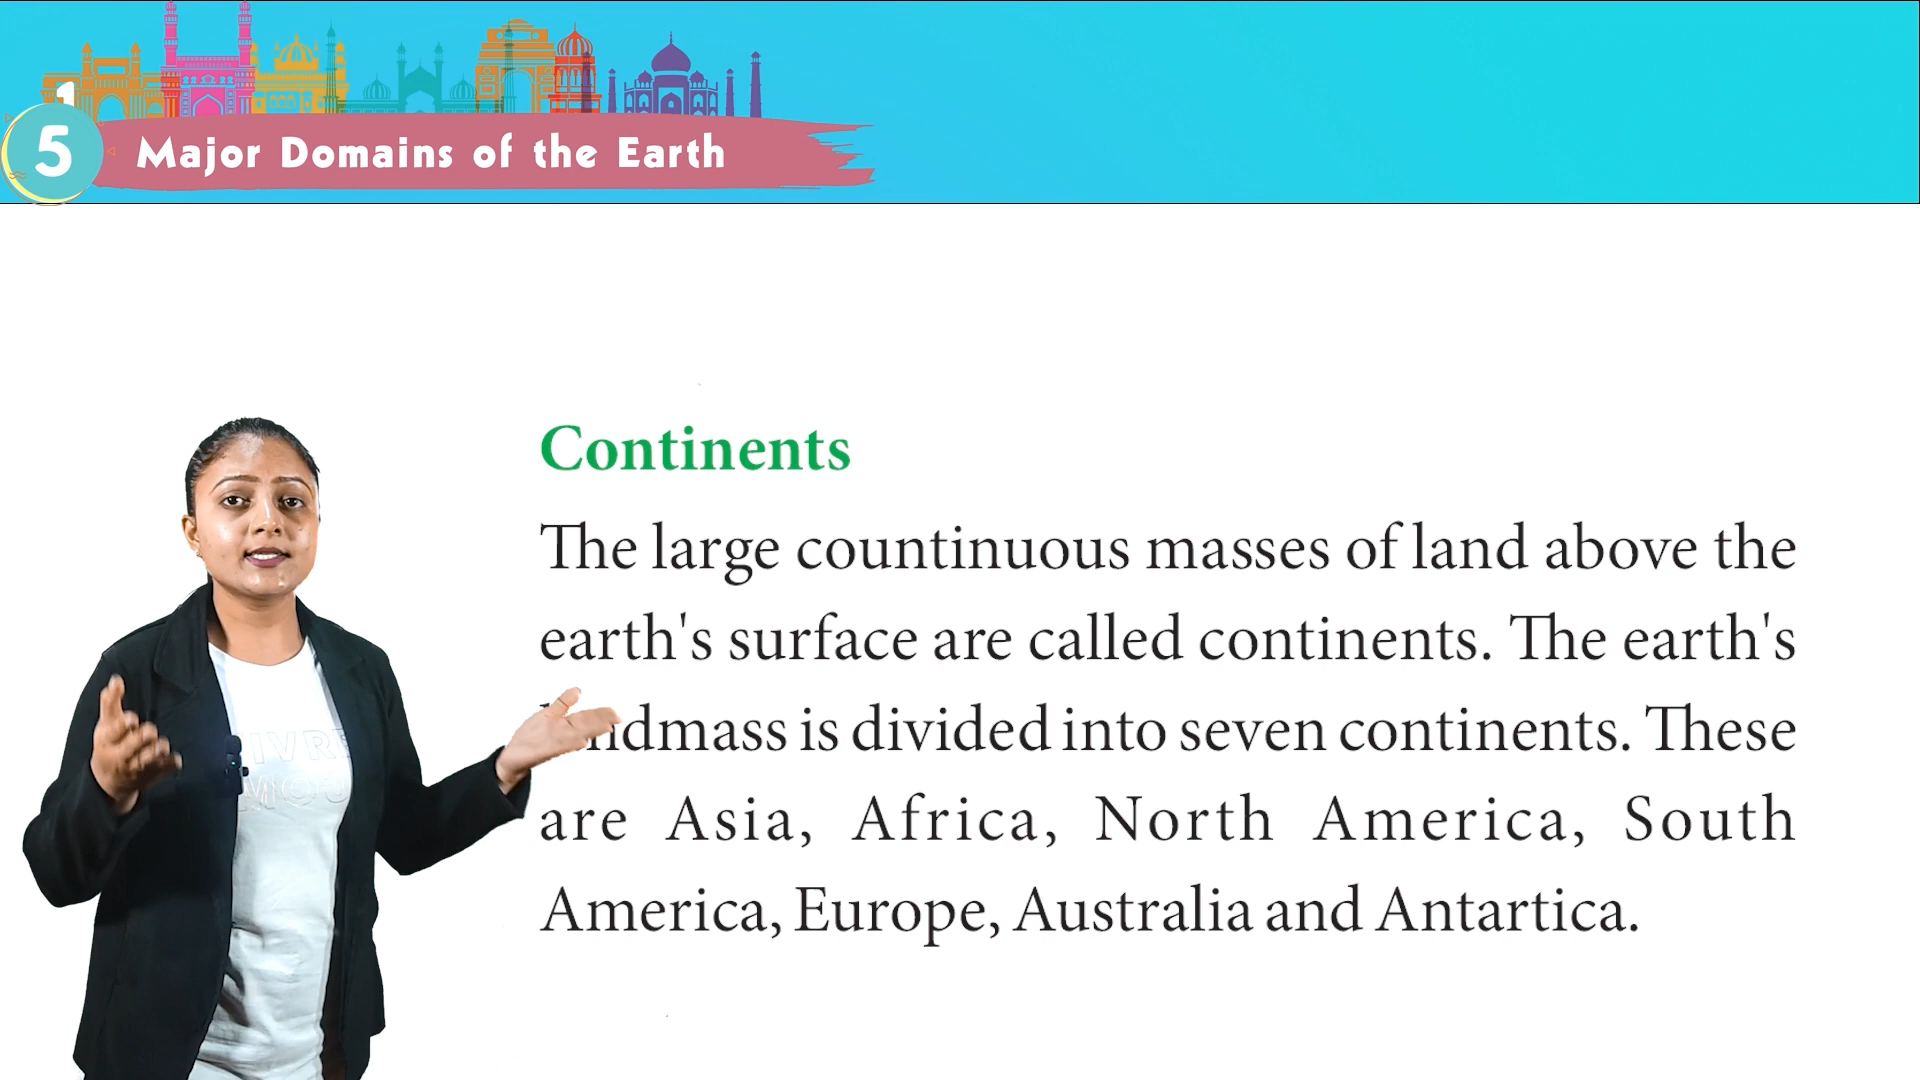 1
5
Major Domains of the Earth
Continents
The large countinuous masses of land above the
earth's surface are called continents. The earth's
ndmass is divided into seven continents. These
are Asia, Africa, North America, South
America, Europe, Australia and Antartica.